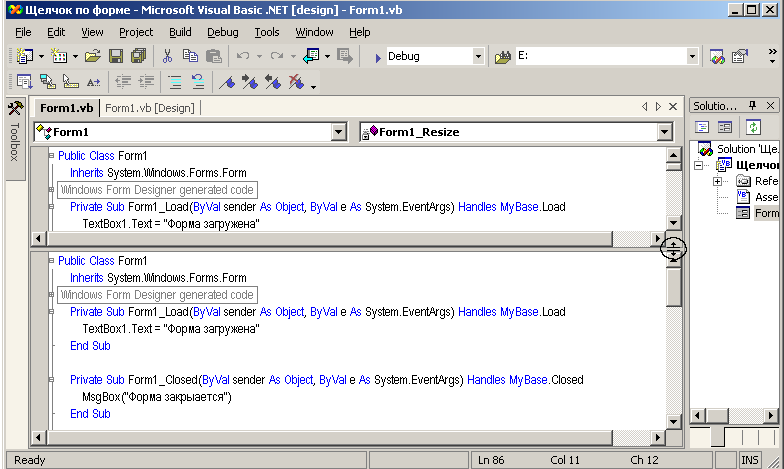 Щелчок по форме - Microsoft Visual Basic .NET [design] - Form1.vb
File Edit View Project Build Debug Tools Window Help
Debug E:
A±
Form1.vb Form1.vb [Design] Solutio...
Toolbox
Form1 Form1_Resize
Solution 'Ще.
Щелчо
Refe
Asse
Form
Public Class Form1
Inherits System.Windows.Forms.Form
Windows Form Designer generated code
Private Sub Form1_Load(ByVal sender As Object, ByVal e As System.EventArgs) Handles MyBase.Load
TextBox1.Text = "Форма загружена"
Public Class Form1
Inherits System.Windows.Forms.Form
Windows Form Designer generated code
Private Sub Form1_Load(ByVal sender As Object, ByVal e As System.EventArgs) Handles MyBase.Load
TextBox1.Text = "Форма загружена"
End Sub
Private Sub Form1_Closed(ByVal sender As Object, ByVal e As System.EventArgs) Handles MyBase.Closed
MsgBox("Форма закрыается")
End Sub
Ready Ln 86 Col 11 Ch 12 INS